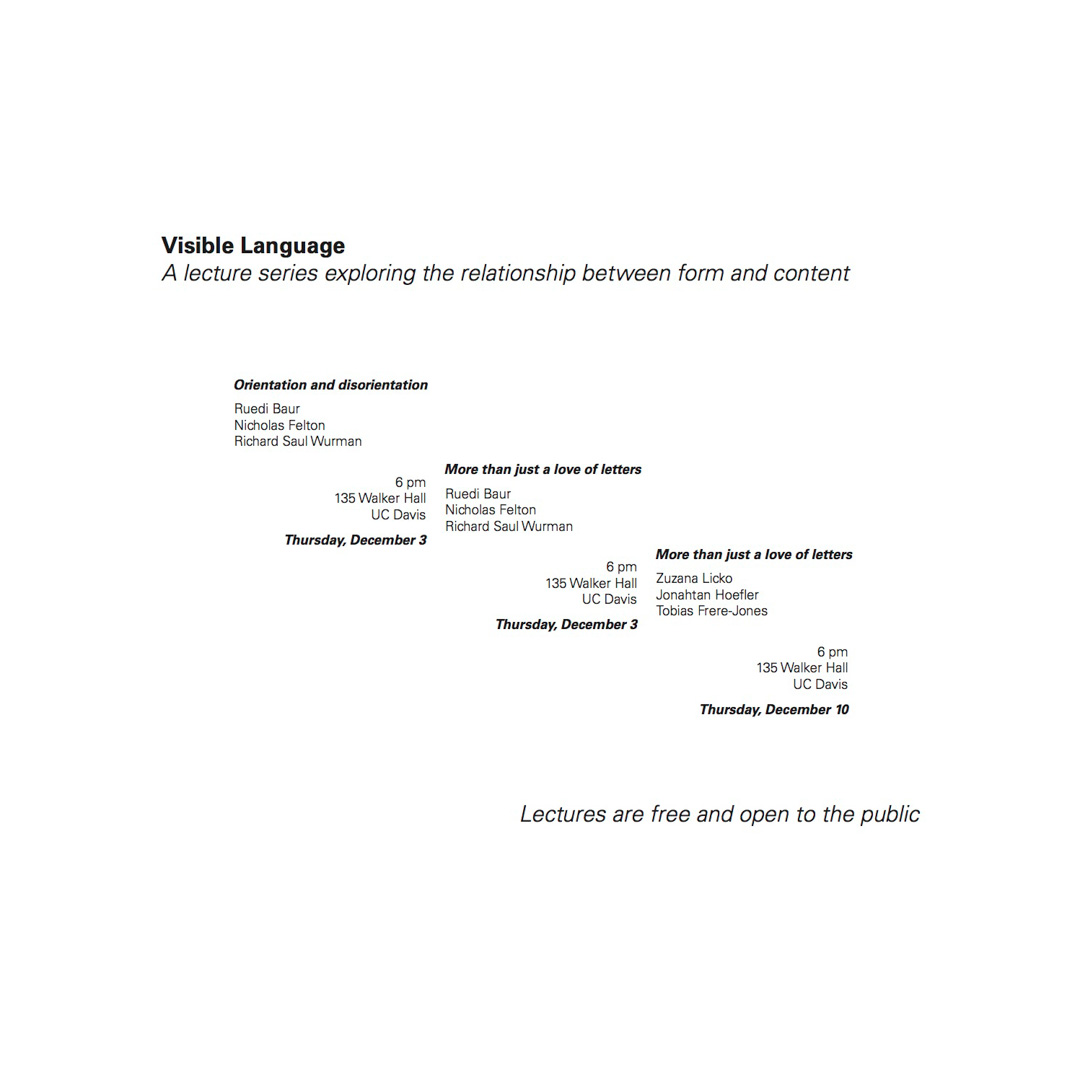 Visible Language
A lecture series exploring the relationship between form and content
Orientation and disorientation
Ruedi Baur
Nicholas Felton
Richard Saul Wurman
6 pm
135 Walker Hall
UC Davis
Thursday, December 3
More than just a love of letters
Ruedi Baur
Nicholas Felton
Richard Saul Wurman
6 pm
135 Walker Hall
UC Davis
Thursday, December 3
More than just a love of letters
Zuzana Licko
Jonahtan Hoefler
Tobias Frere-Jones
6 pm
135 Walker Hall
UC Davis
Thursday, December 10
Lectures are free and open to the public